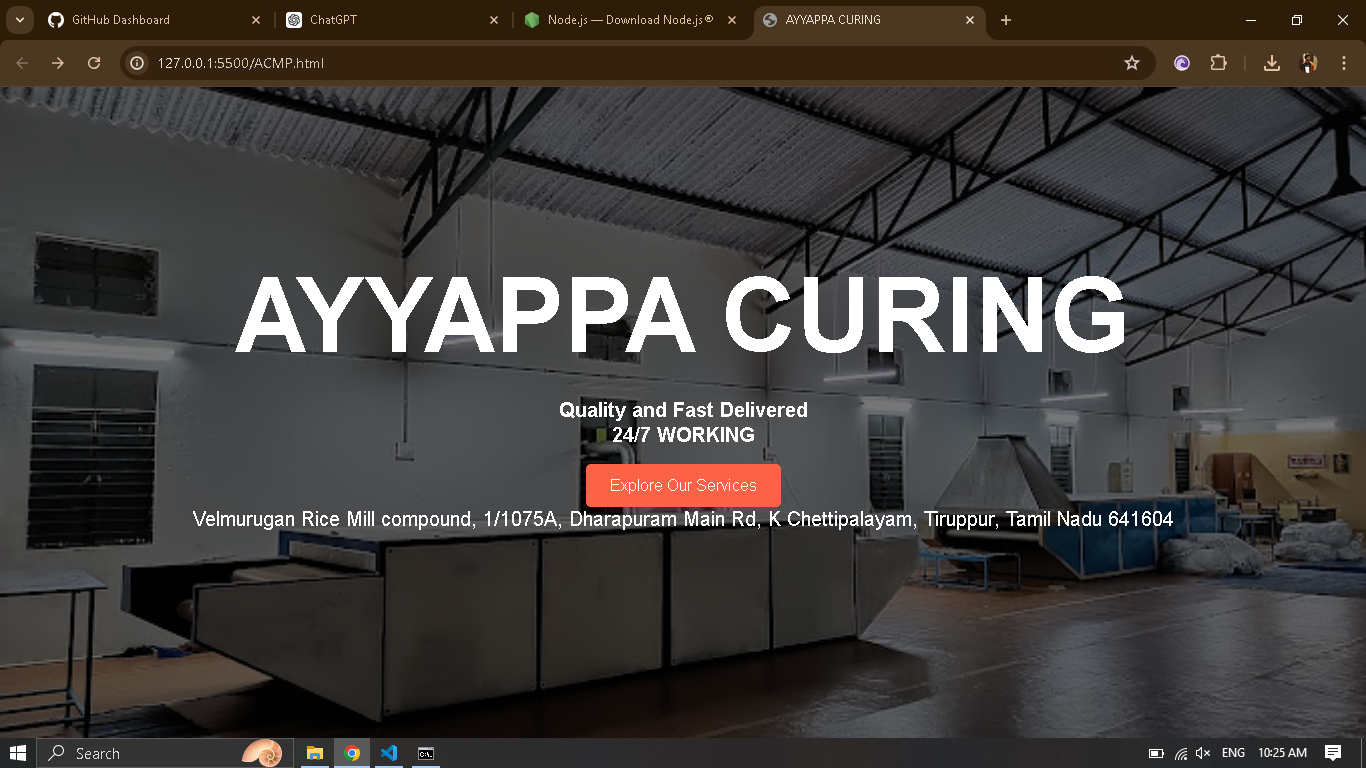 GitHub Dashboard
ChatGPT
Node.js — Download Node.js®
AYYAPPA CURING
127.0.0.1:5500/ACMP.html
AYYAPPA CURING
Quality and Fast Delivered
24/7 WORKING
Explore Our Services
Velmurugan Rice Mill compound, 1/1075A, Dharapuram Main Rd, K Chettipalayam, Tiruppur, Tamil Nadu 641604
Search
ENG
10:25 AM